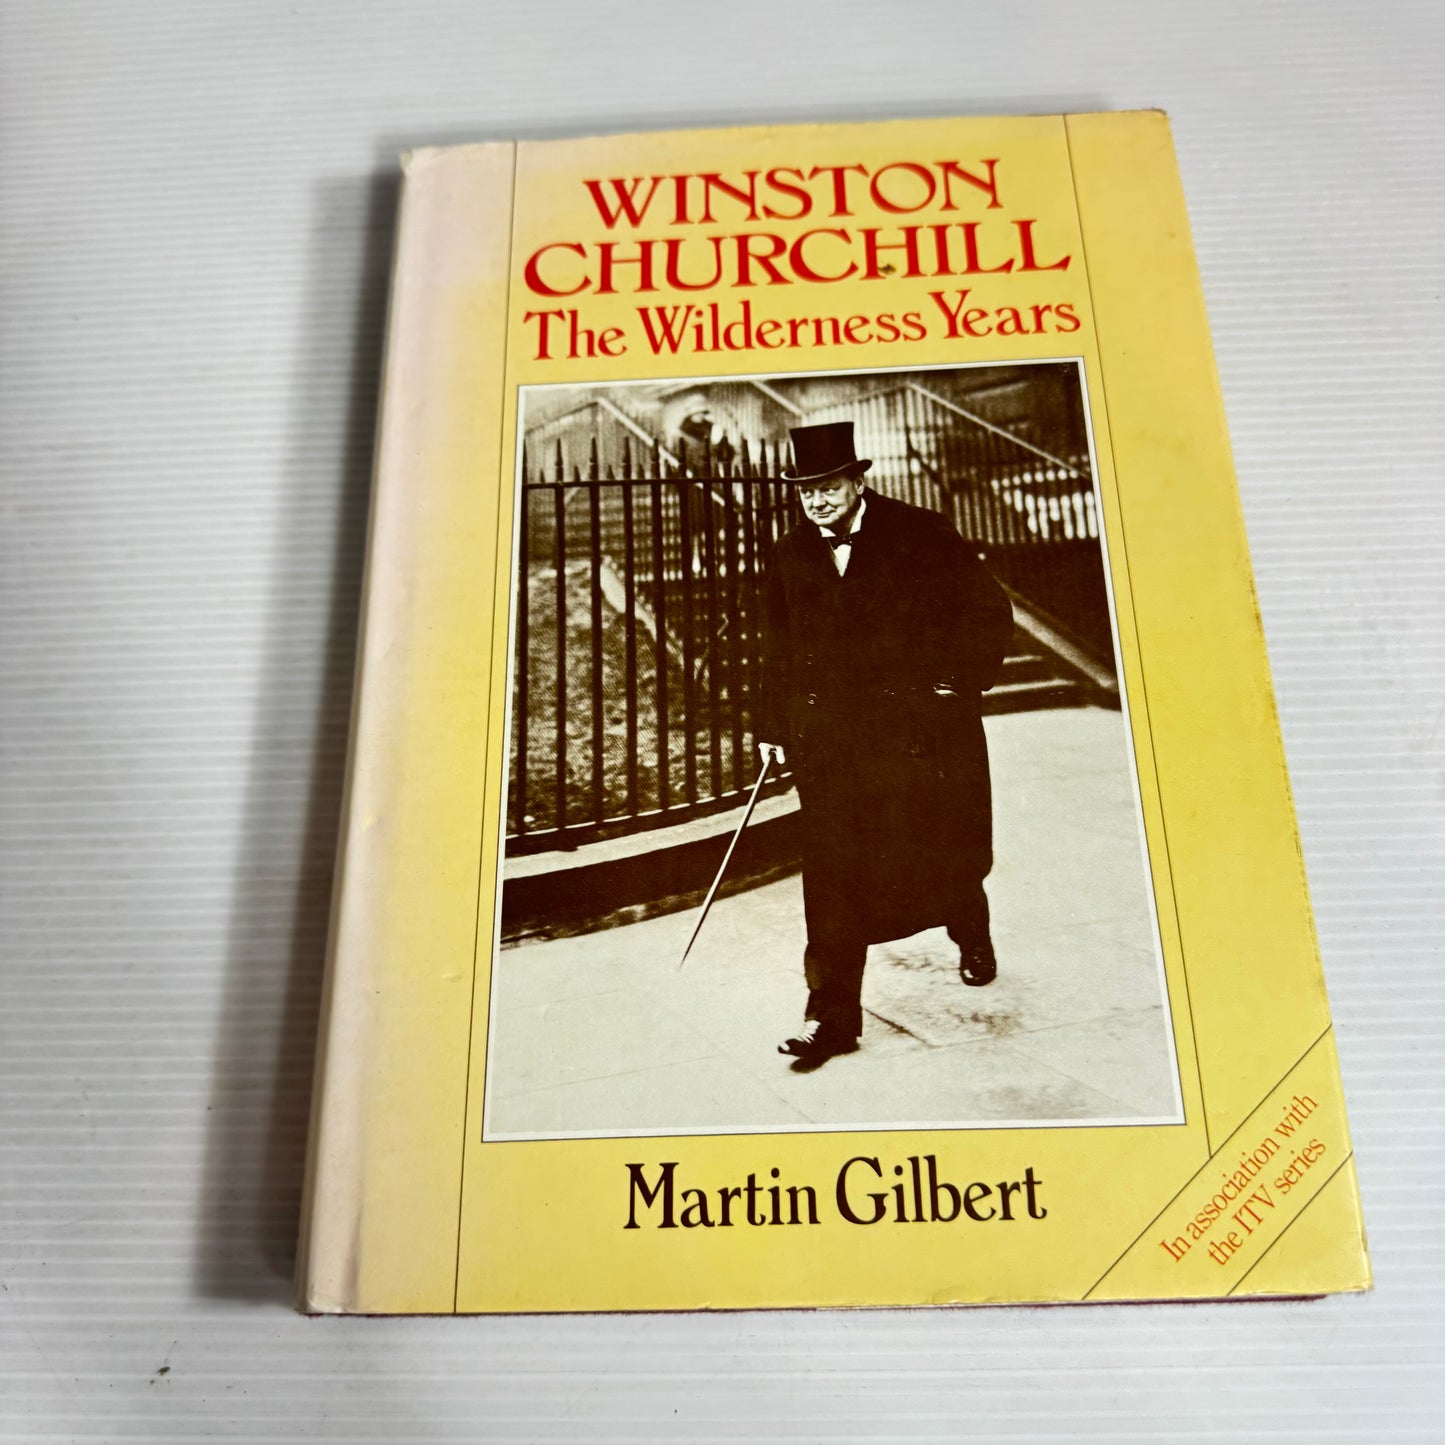 WINSTON
CHURCHILL
The Wilderness Years
Martin Gilbert
In association with
the ITV series